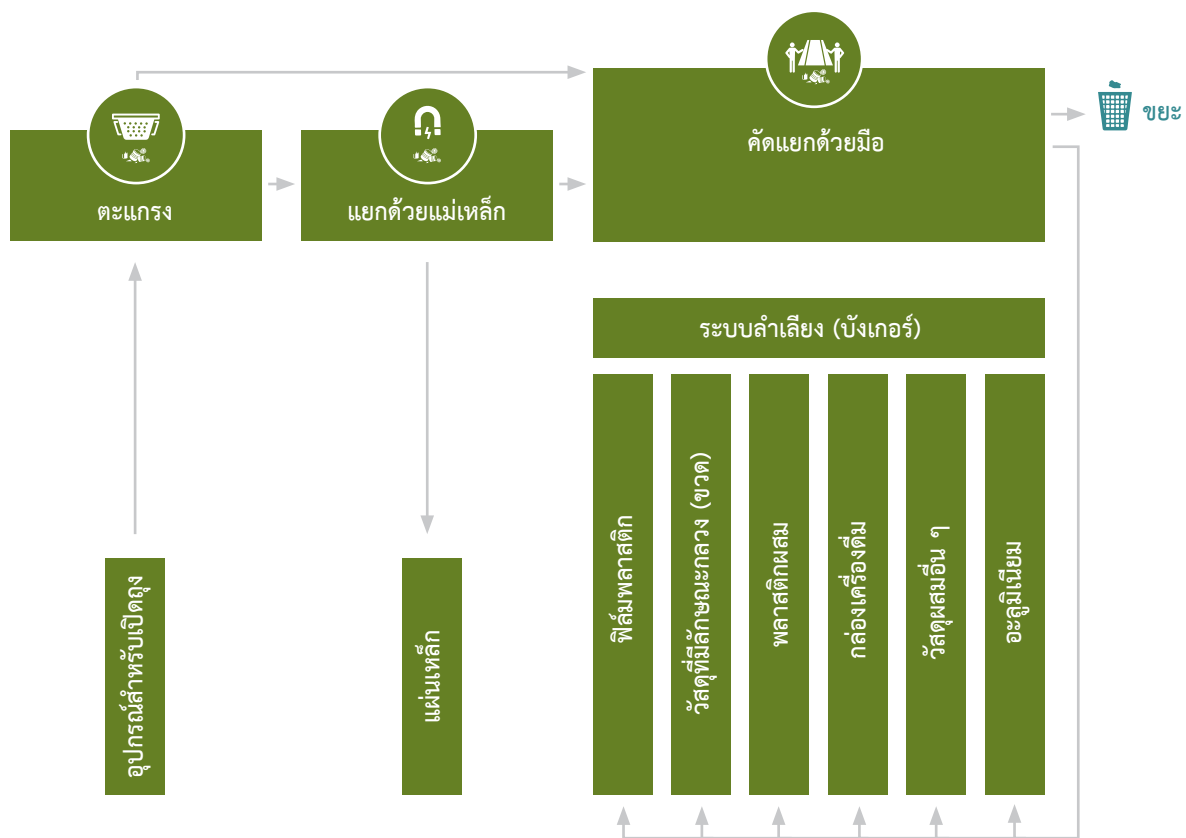 ขยะ
คัดแยกด้วยมือ
ตะแกรง
แยกด้วยแม่เหล็ก
ระบบลำเลียง (บังเกอร์)
อุปกรณ์สำหรับเปิดถุง
แผ่นเหล็ก
ฟิล์มพลาสติก
วัสดุที่มีลักษณะกลวง (ขวด)
พลาสติกผสม
กล่องเครื่องดื่ม
วัสดุผสมอื่น ๆ
อะลูมิเนียม